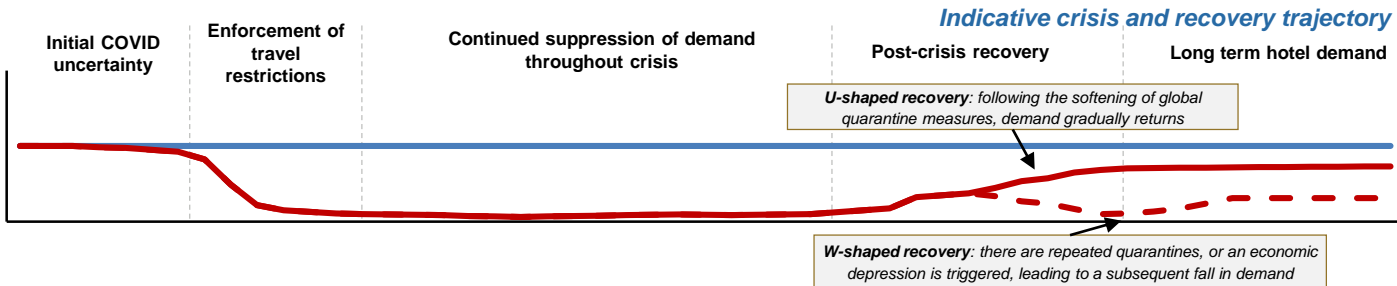 Indicative crisis and recovery trajectory
Initial COVID
uncertainty
Enforcement of
travel
restrictions
Continued suppression of demand
throughout crisis
Post-crisis recovery
Long term hotel demand
U-shaped recovery: following the softening of global
quarantine measures, demand gradually returns
W-shaped recovery: there are repeated quarantines, or an economic
depression is triggered, leading to a subsequent fall in demand